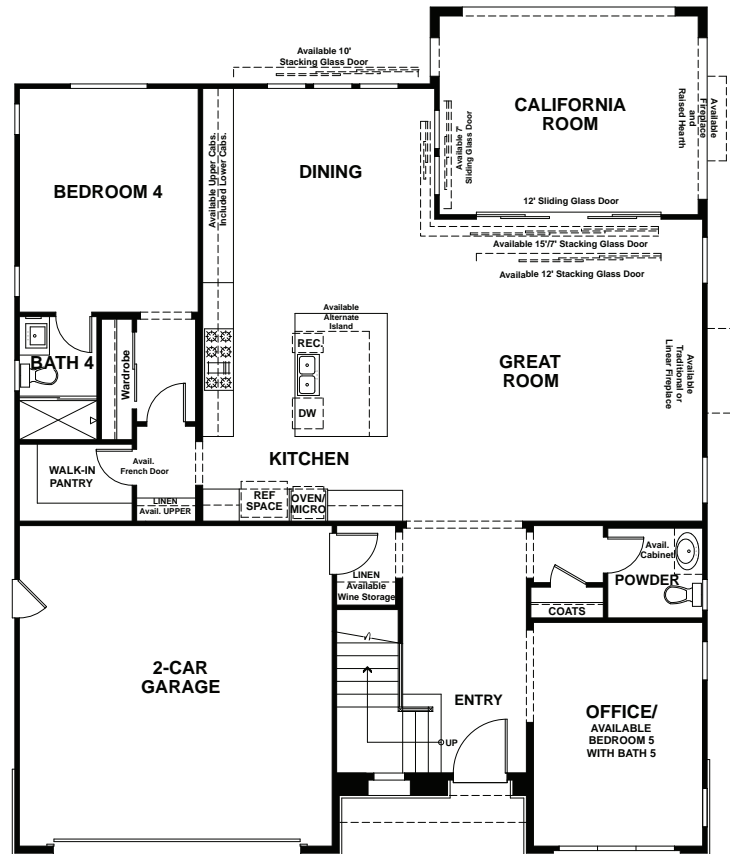 Available 10'
Stacking Glass Door
CALIFORNIA
ROOM
Available
Fireplace
and
Raised Hearth
BEDROOM 4
Available Upper Cabs.
Included Lower Cabs.
DINING
Available 7'
Sliding Glass Door
12' Sliding Glass Door
Available 15'/7' Stacking Glass Door
Available 12' Stacking Glass Door
Available
Alternate
Island
REC.
DW
BATH 4
Wardrobe
GREAT
ROOM
Available
Traditional or
Linear Fireplace
KITCHEN
WALK-IN
PANTRY
Avail.
French Door
LINEN
Avail. UPPER
REF
SPACE
OVEN/
MICRO
LINEN
Available
Wine Storage
Avail.
Cabinet
POWDER
COATS
2-CAR
GARAGE
ENTRY
UP
OFFICE/
AVAILABLE
BEDROOM 5
WITH BATH 5